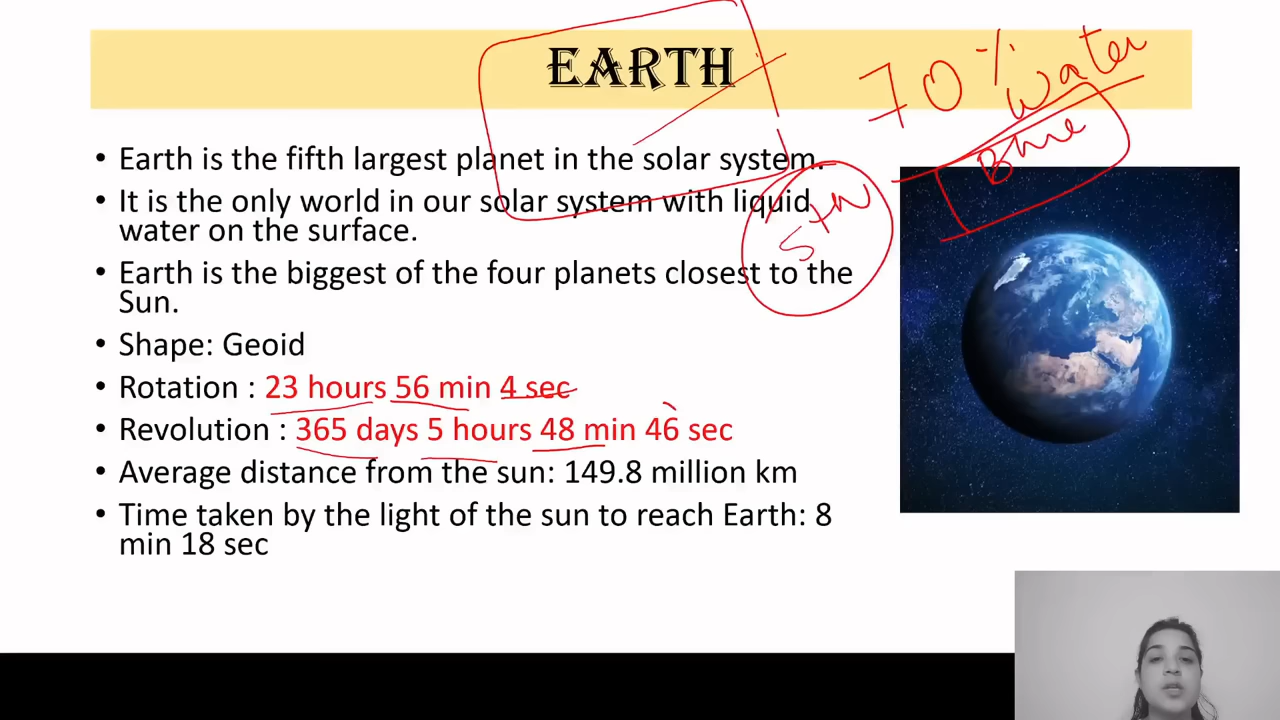 EARTH
70% Water
Blue
5th
• Earth is the fifth largest planet in the solar system.
• It is the only world in our solar system with liquid
water on the surface.
• Earth is the biggest of the four planets closest to the
Sun.
• Shape: Geoid
• Rotation : 23 hours 56 min 4 sec
• Revolution : 365 days 5 hours 48 min 46 sec
• Average distance from the sun: 149.8 million km
• Time taken by the light of the sun to reach Earth: 8
min 18 sec